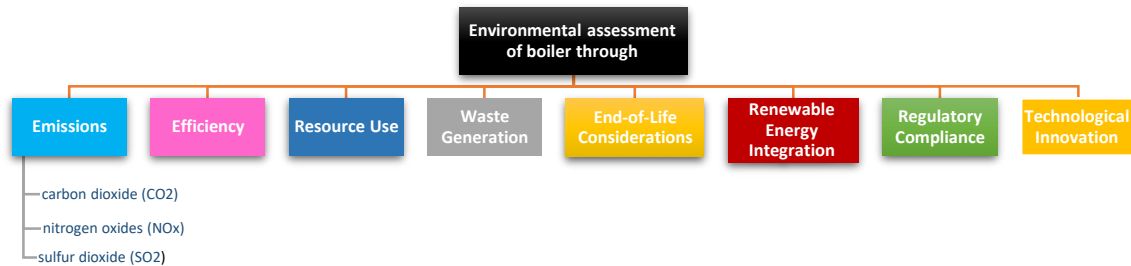 Environmental assessment
of boiler through
Emissions
Efficiency
Resource Use
Waste
Generation
End-of-Life
Considerations
Renewable
Energy
Integration
Regulatory
Compliance
Technological
Innovation
carbon dioxide (CO2)
nitrogen oxides (NOx)
sulfur dioxide (SO2)